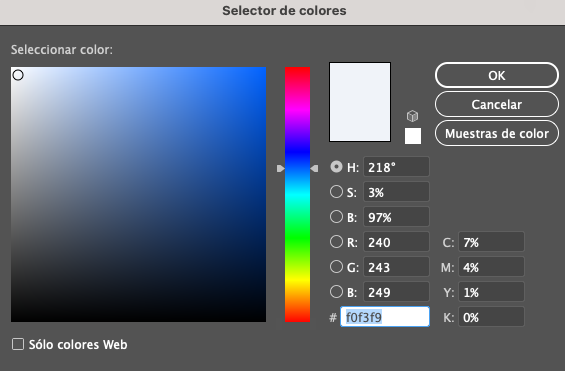 Selector de colores
Seleccionar color:
OK
Cancelar
Muestras de color
H: 218°
S: 3%
B: 97%
R: 240 C: 7%
G: 243 M: 4%
B: 249 Y: 1%
# f0f3f9 K: 0%
Sólo colores Web